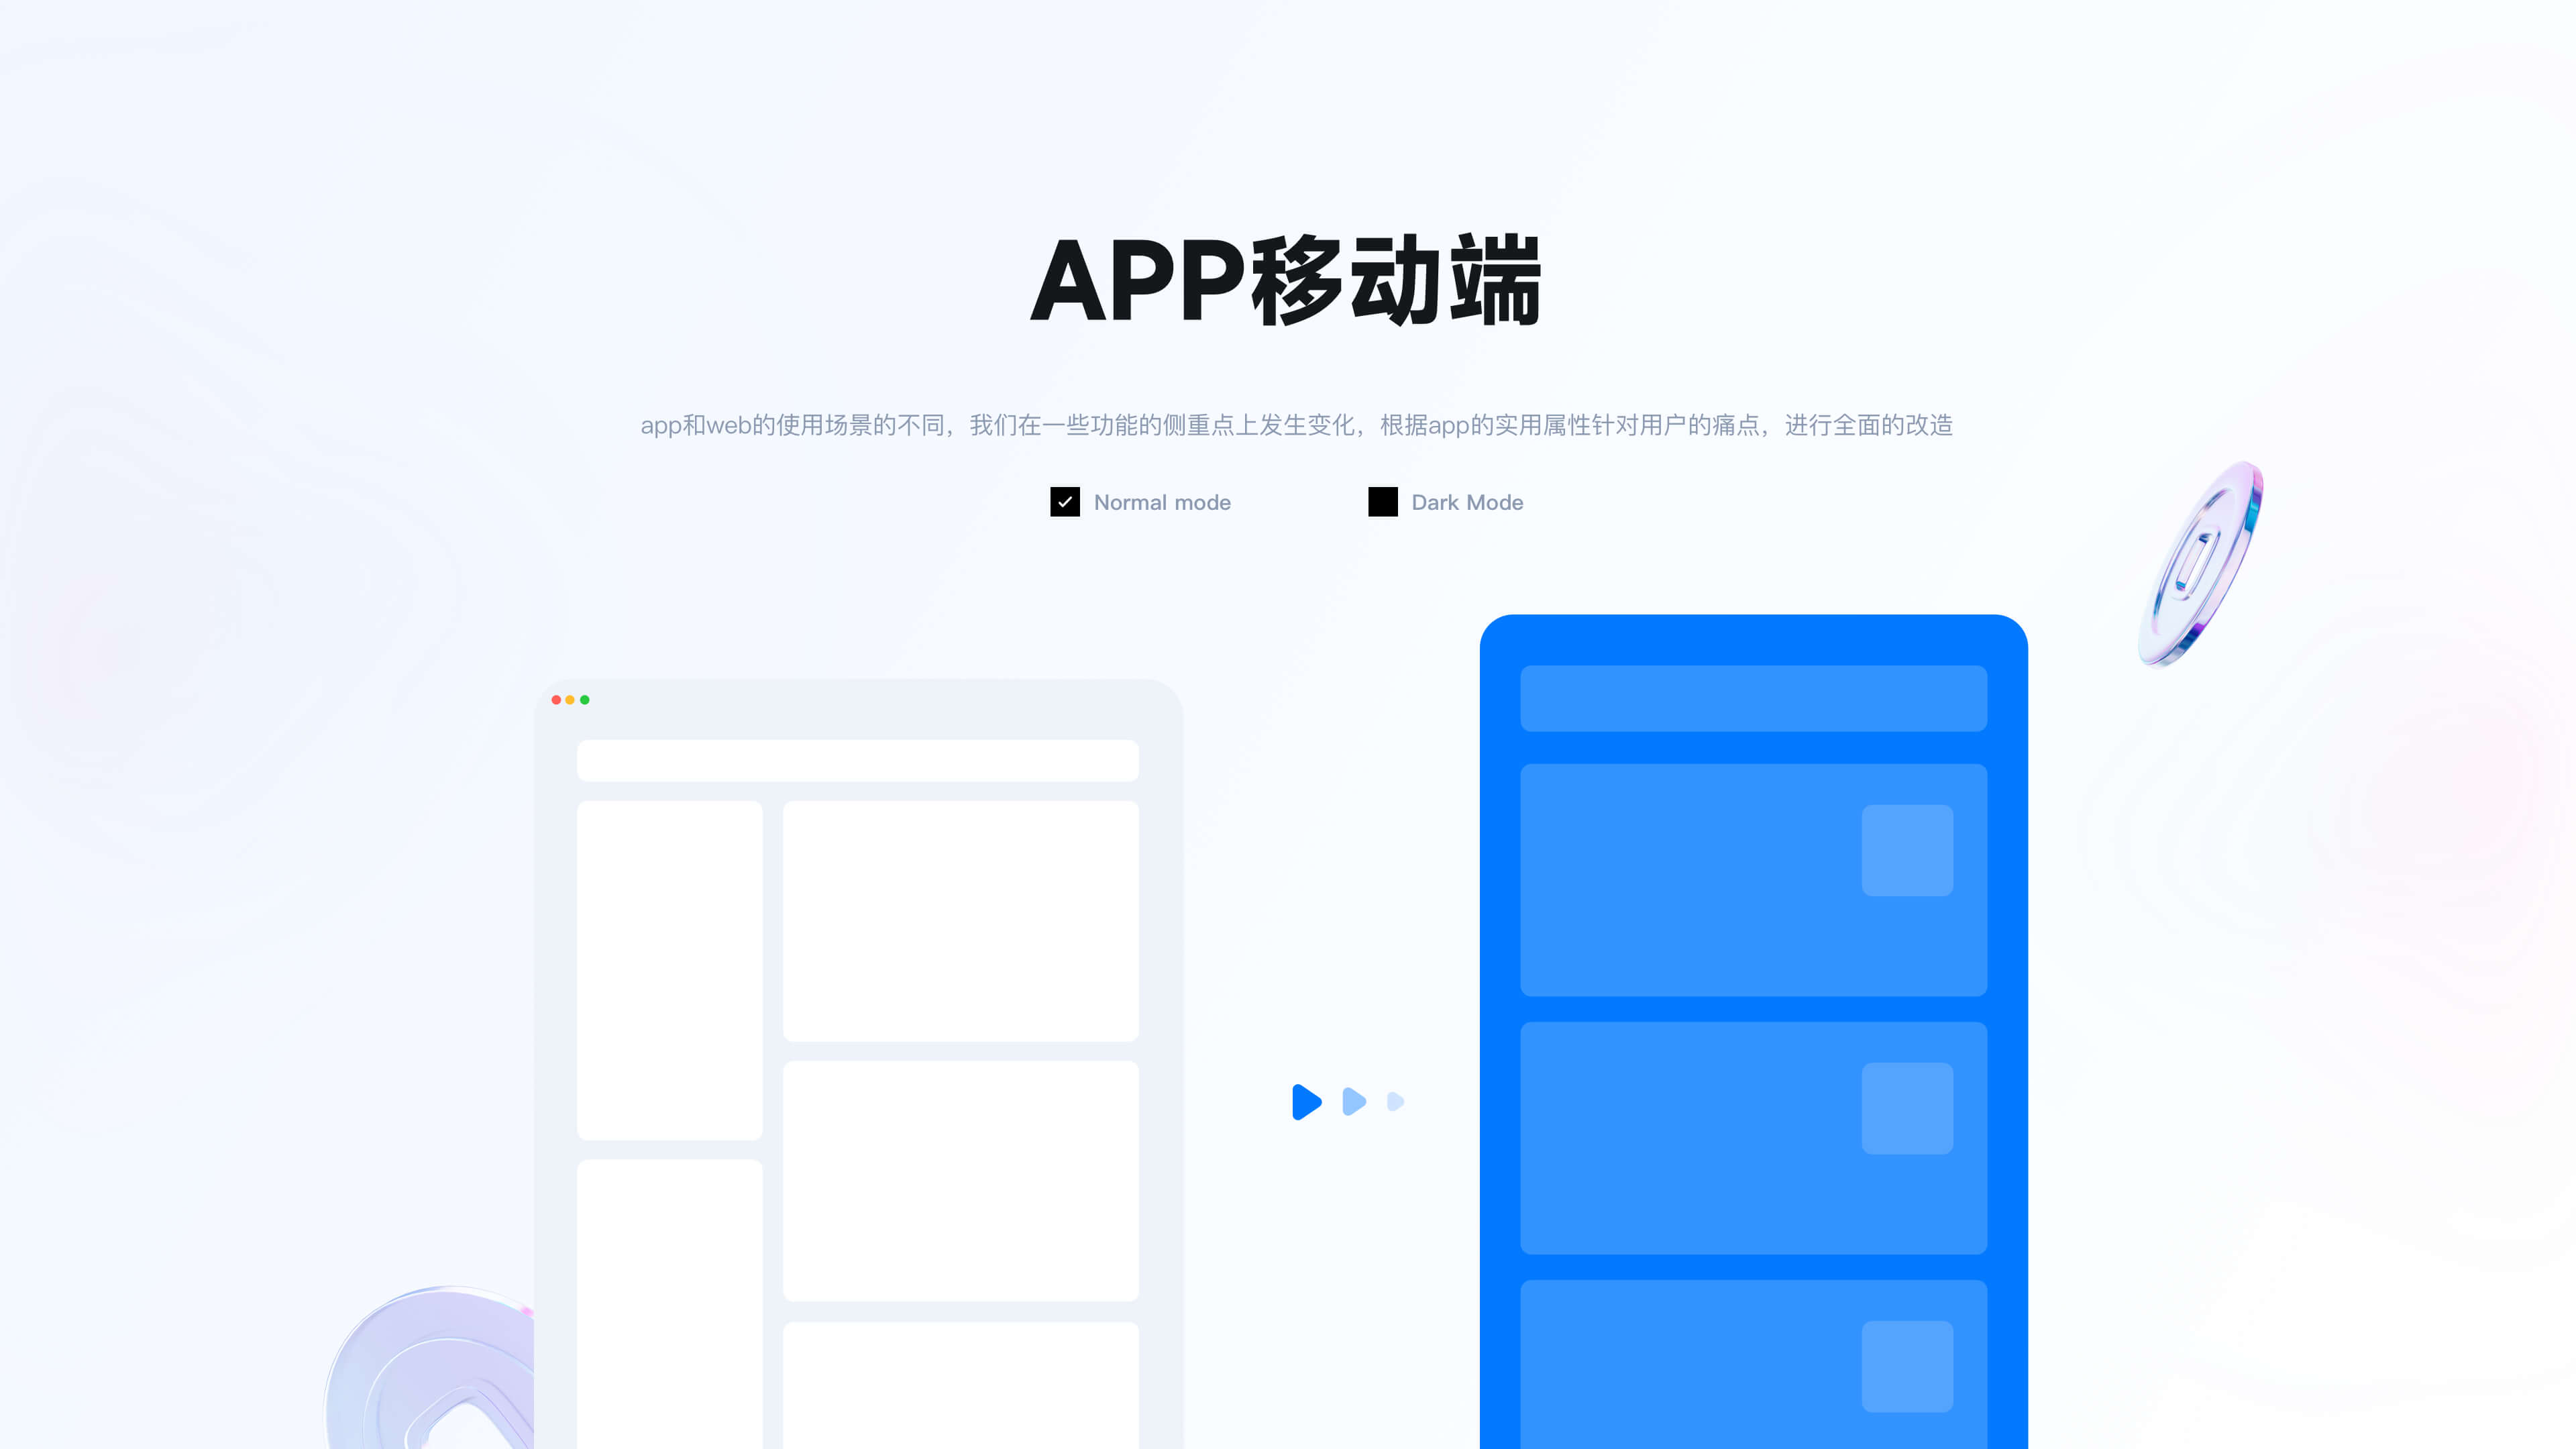 APP移动端
app和web的使用场景的不同，我们在一些功能的侧重点上发生变化，根据app的实用属性针对用户的痛点，进行全面的改造
Normal mode
Dark Mode